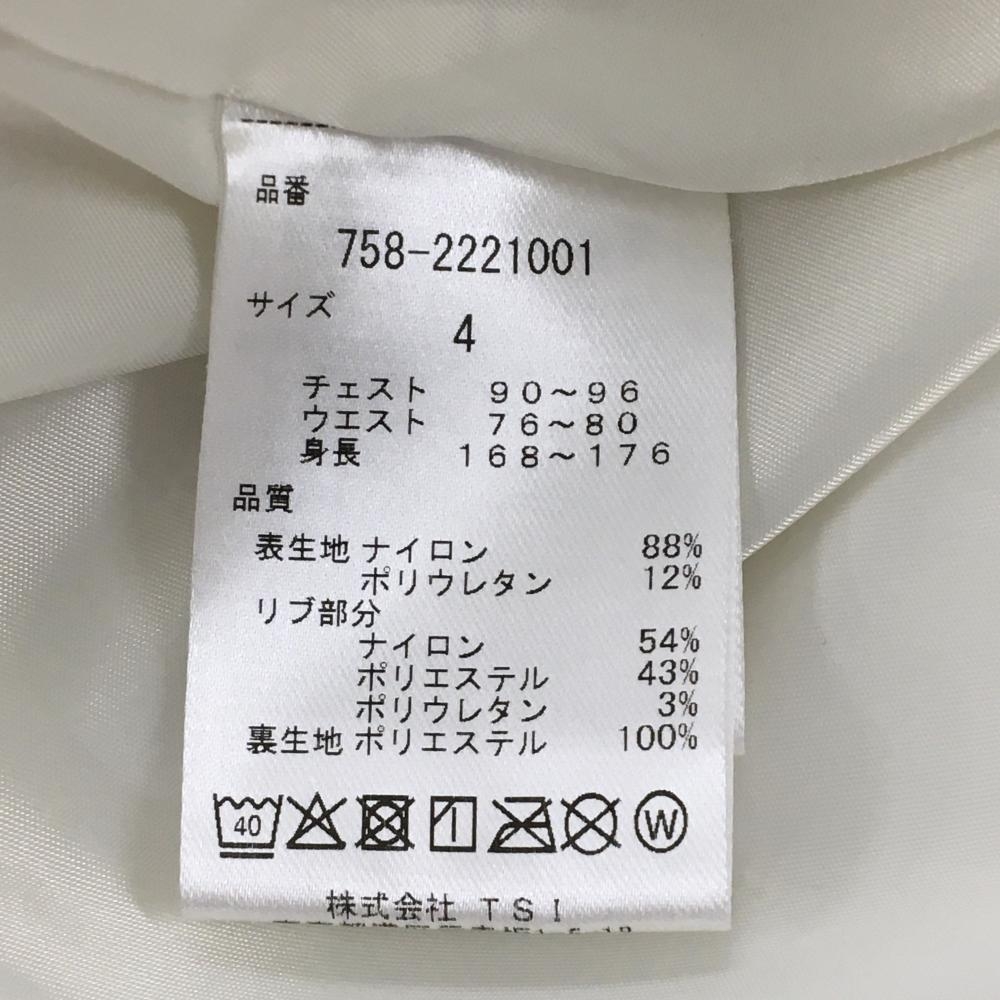 品番
758-2221001
サイズ
4
チェスト 90～96
ウエスト 76～80
身長 168～176
品質
表生地 ナイロン 88%
ポリウレタン 12%
リブ部分
ナイロン 54%
ポリエステル 43%
ポリウレタン 3%
裏生地 ポリエステル 100%
40 W
株式会社 TSI